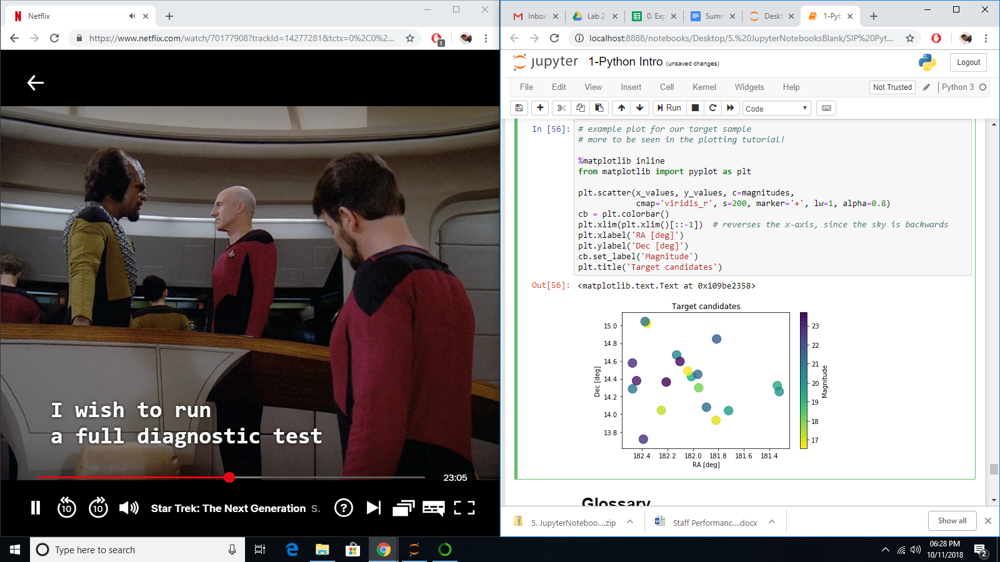 Netflix
https://www.netflix.com/watch/70177908?trackId=14277281&tctx=0%2C0%2...
1
I wish to run
a full diagnostic test
23:05
10
10
Star Trek: The Next Generation S.
?
Inbox
Lab 2
0. Exp
Sumn
Deskt
1-Pyt
localhost:8888/notebooks/Desktop/5.%20JupyterNotebooksBlank/SIP%20Pyt...
jupyter 1-Python Intro (unsaved changes)
Logout
File Edit View Insert Cell Kernel Widgets Help
Not Trusted
Python 3
Run
Code
In [56]:
# example plot for our target sample
# more to be seen in the plotting tutorial!
%matplotlib inline
from matplotlib import pyplot as plt
plt.scatter(x_values, y_values, c=magnitudes,
cmap='viridis_r', s=200, marker='+', lw=1, alpha=0.8)
cb = plt.colorbar()
plt.xlim(plt.xlim()[::-1])  # reverses the x-axis, since the sky is backwards
plt.xlabel('RA [deg]')
plt.ylabel('Dec [deg]')
cb.set_label('Magnitude')
plt.title('Target candidates')
Out[56]:
<matplotlib.text.Text at 0x109be2358>
Target candidates
15.0
14.8
14.6
14.4
14.2
14.0
13.8
Dec [deg]
182.4 182.2 182.0 181.8 181.6 181.4
RA [deg]
23
22
21
20
19
18
17
Magnitude
Glossary
5. JupyterNoteboo....zip
Staff Performanc....docx
Show all
Type here to search
06:28 PM
10/11/2018
2